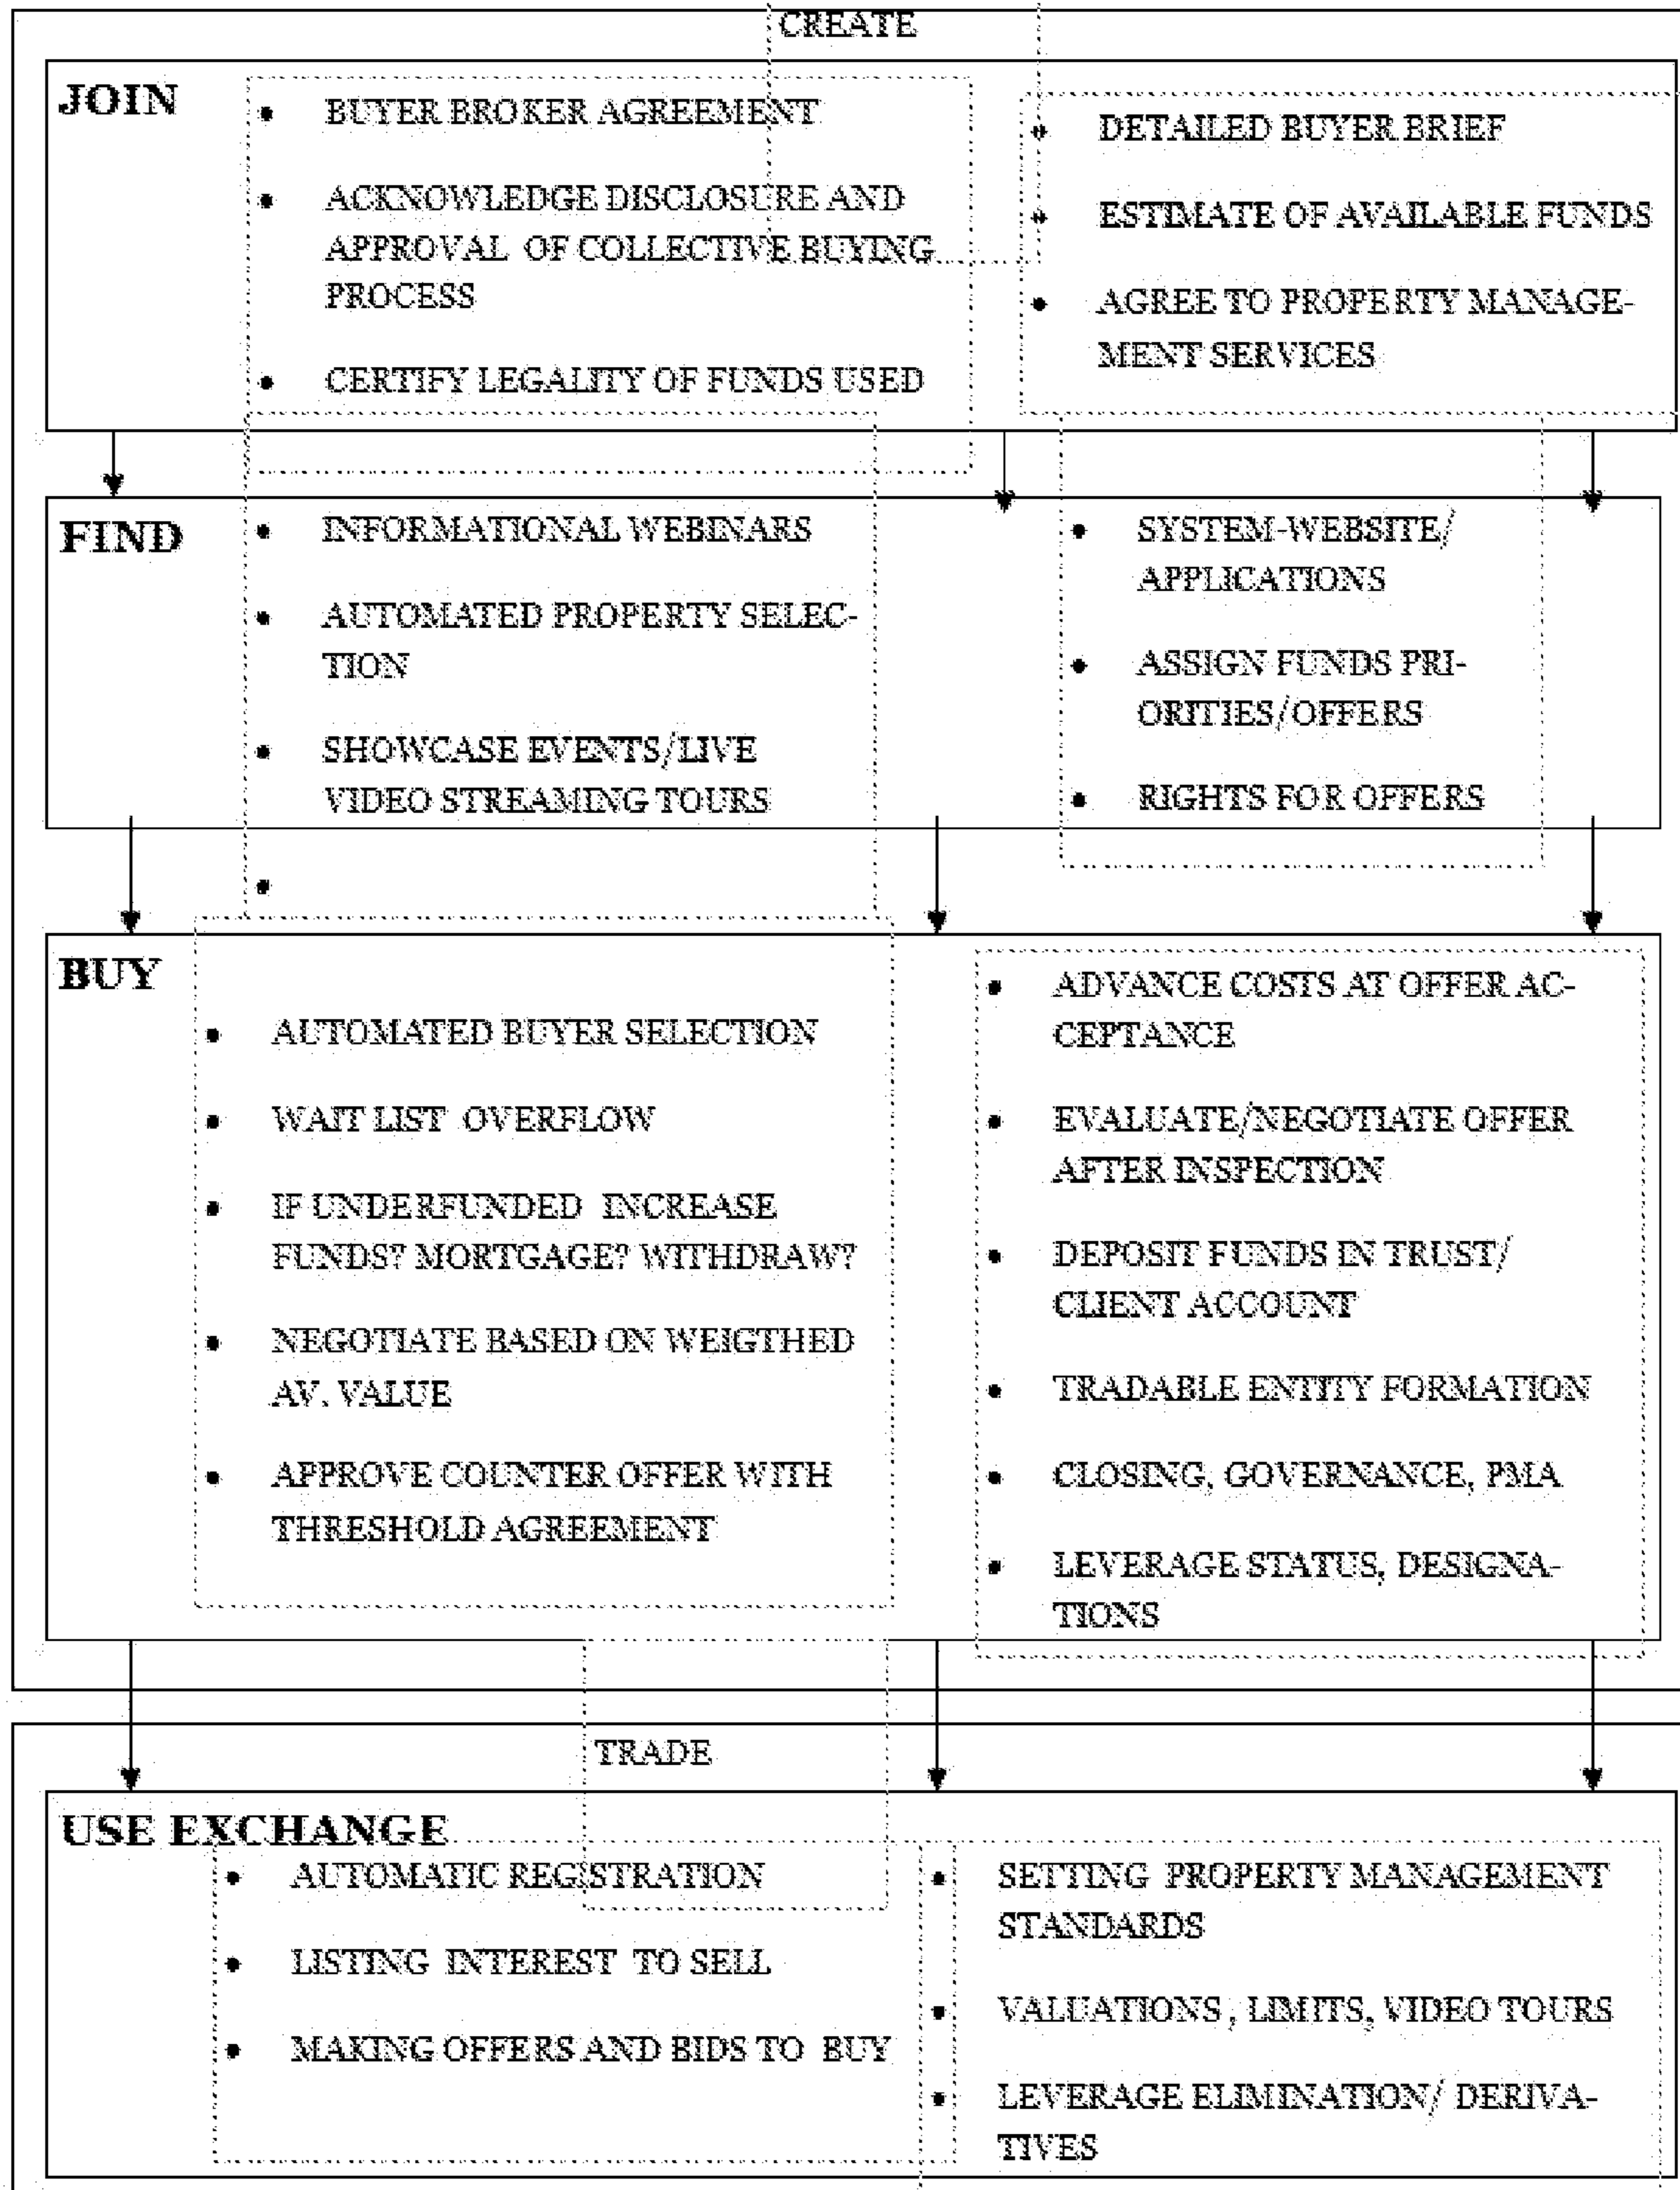 CREATE
JOIN
• BUYER BROKER AGREEMENT
• ACKNOWLEDGE DISCLOSURE AND
APPROVAL OF COLLECTIVE BUYING
PROCESS
• CERTIFY LEGALITY OF FUNDS USED
• DETAILED BUYER BRIEF
• ESTIMATE OF AVAILABLE FUNDS
• AGREE TO PROPERTY MANAGE-
MENT SERVICES
FIND
• INFORMATIONAL WEBINARS
• AUTOMATED PROPERTY SELEC-
TION
• SHOWCASE EVENTS/LIVE
VIDEO STREAMING TOURS
•
• SYSTEM-WEBSITE/
APPLICATIONS
• ASSIGN FUNDS PRI-
ORITIES/OFFERS
• RIGHTS FOR OFFERS
BUY
• AUTOMATED BUYER SELECTION
• WAIT LIST OVERFLOW
• IF UNDERFUNDED INCREASE
FUNDS? MORTGAGE? WITHDRAW?
• NEGOTIATE BASED ON WEIGTHED
AV. VALUE
• APPROVE COUNTER OFFER WITH
THRESHOLD AGREEMENT
• ADVANCE COSTS AT OFFER AC-
CEPTANCE
• EVALUATE/NEGOTIATE OFFER
AFTER INSPECTION
• DEPOSIT FUNDS IN TRUST/
CLIENT ACCOUNT
• TRADABLE ENTITY FORMATION
• CLOSING, GOVERNANCE, PMA
• LEVERAGE STATUS, DESIGNA-
TIONS
TRADE
USE EXCHANGE
• AUTOMATIC REGISTRATION
• LISTING INTEREST TO SELL
• MAKING OFFERS AND BIDS TO BUY
• SETTING PROPERTY MANAGEMENT
STANDARDS
• VALUATIONS , LIMITS, VIDEO TOURS
• LEVERAGE ELIMINATION/ DERIVA-
TIVES